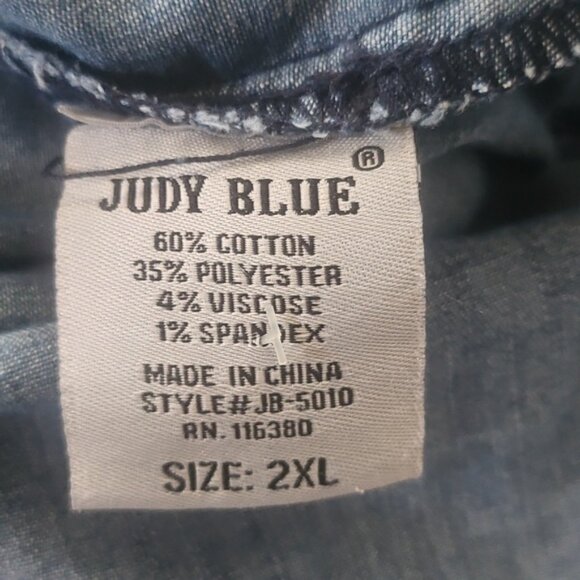 JUDY BLUE®
60% COTTON
35% POLYESTER
4% VISCOSE
1% SPANDEX
MADE IN CHINA
STYLE# JB-5010
RN. 116380
SIZE: 2XL